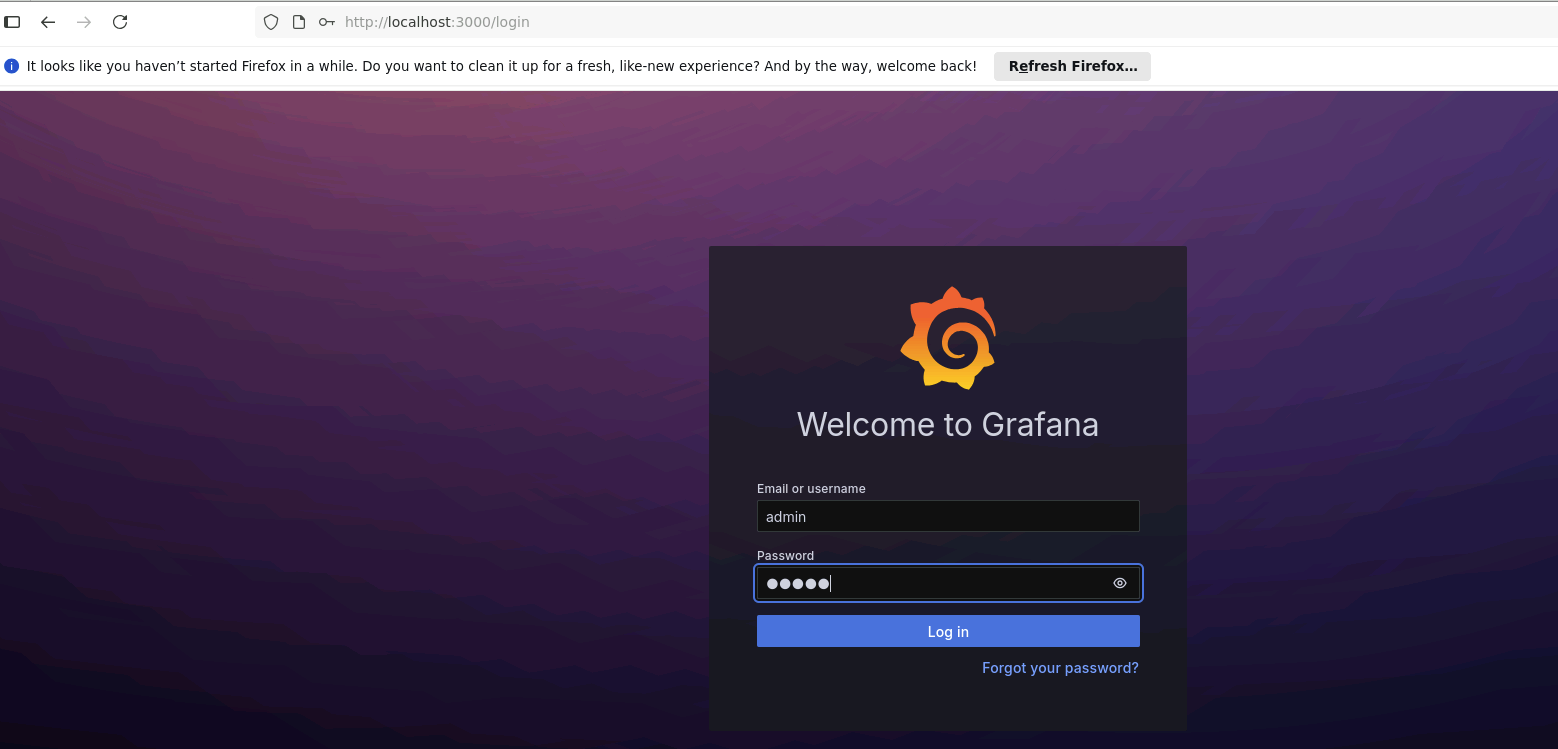 http://localhost:3000/login
It looks like you haven’t started Firefox in a while. Do you want to clean it up for a fresh, like-new experience? And by the way, welcome back! Refresh Firefox…
Welcome to Grafana
Email or username
admin
Password
●●●●●
Log in
Forgot your password?